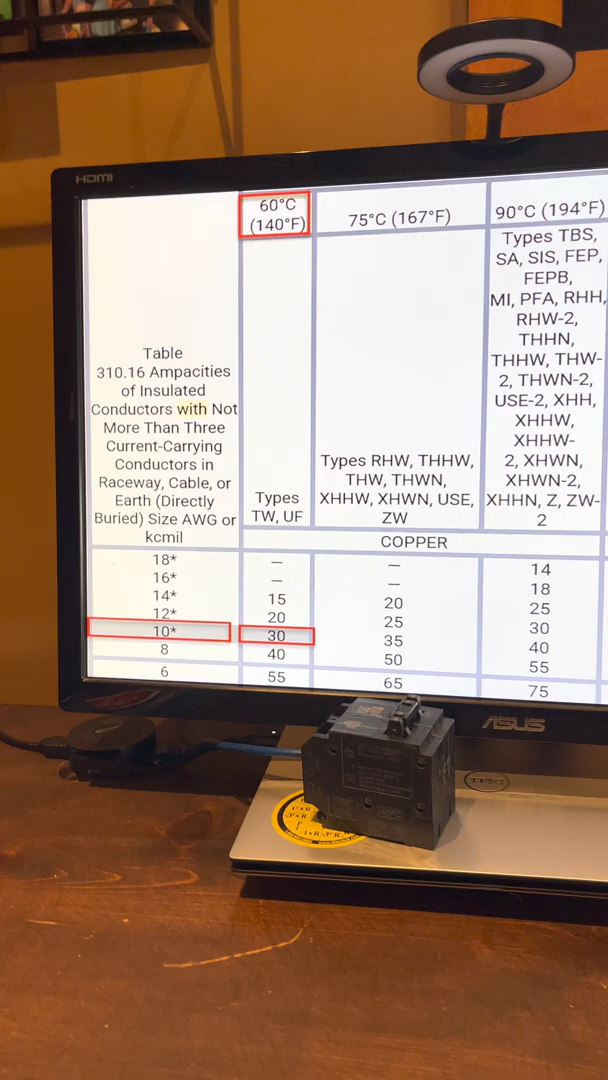 HDMI
60°C
(140°F)
75°C (167°F)
90°C (194°F)
Table
310.16 Ampacities
of Insulated
Conductors with Not
More Than Three
Current-Carrying
Conductors in
Raceway, Cable, or
Earth (Directly
Buried) Size AWG or
kcmil
Types
TW, UF
Types RHW, THHW,
THW, THWN,
XHHW, XHWN, USE,
ZW
Types TBS,
SA, SIS, FEP,
FEPB,
MI, PFA, RHH,
RHW-2,
THHN,
THHW, THW-
2, THWN-2,
USE-2, XHH,
XHHW,
XHHW-
2, XHWN,
XHWN-2,
XHHN, Z, ZW-
2
COPPER
18* — — 14
16* — — 18
14* 15 20 25
12* 20 25 30
10* 30 35 40
8 40 50 55
6 55 65 75
ASUS